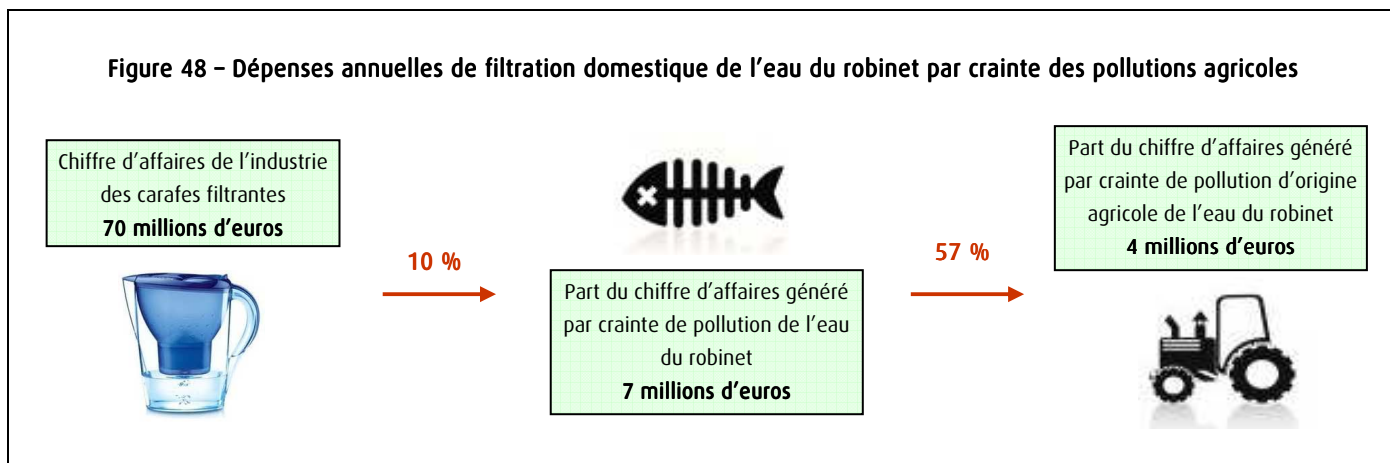 Figure 48 – Dépenses annuelles de filtration domestique de l'eau du robinet par crainte des pollutions agricoles
Chiffre d'affaires de l'industrie
des carafes filtrantes
70 millions d'euros
10 %
Part du chiffre d'affaires généré
par crainte de pollution de l'eau
du robinet
7 millions d'euros
57 %
Part du chiffre d'affaires généré
par crainte de pollution d'origine
agricole de l'eau du robinet
4 millions d'euros